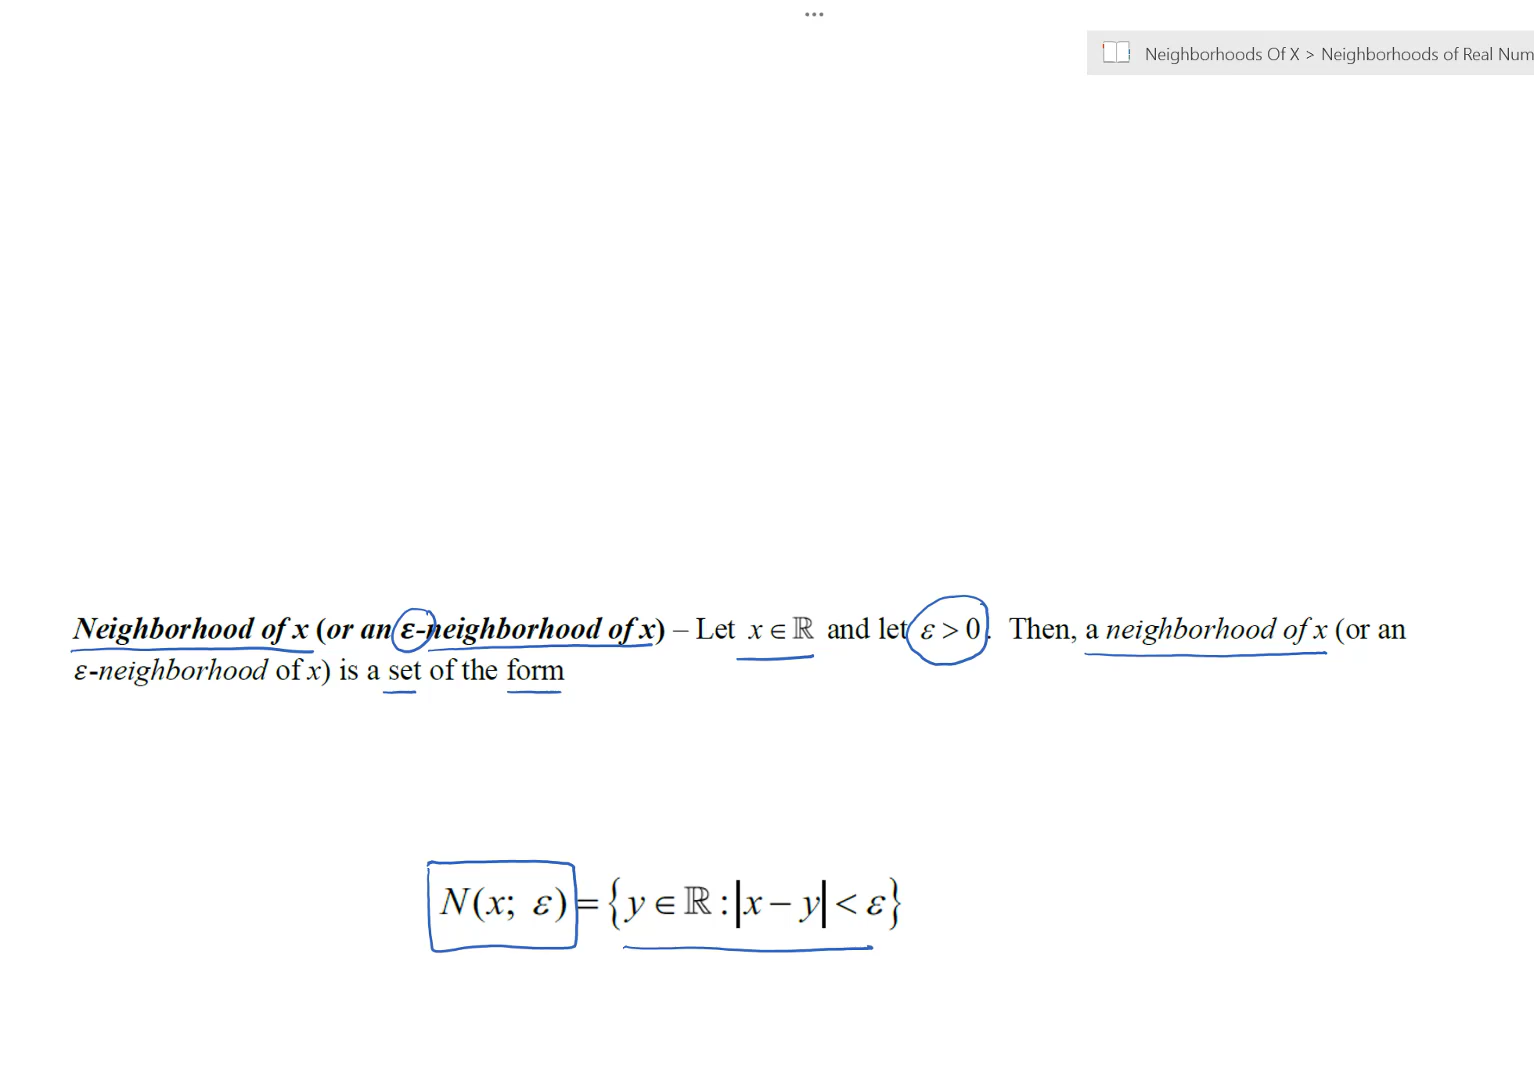 ...
Neighborhoods Of X > Neighborhoods of Real Num
Neighborhood of x (or an ε-neighborhood of x) – Let x ∈ ℝ and let ε > 0. Then, a neighborhood of x (or an
ε-neighborhood of x) is a set of the form
N(x; ε) = {y ∈ ℝ : |x − y| < ε}